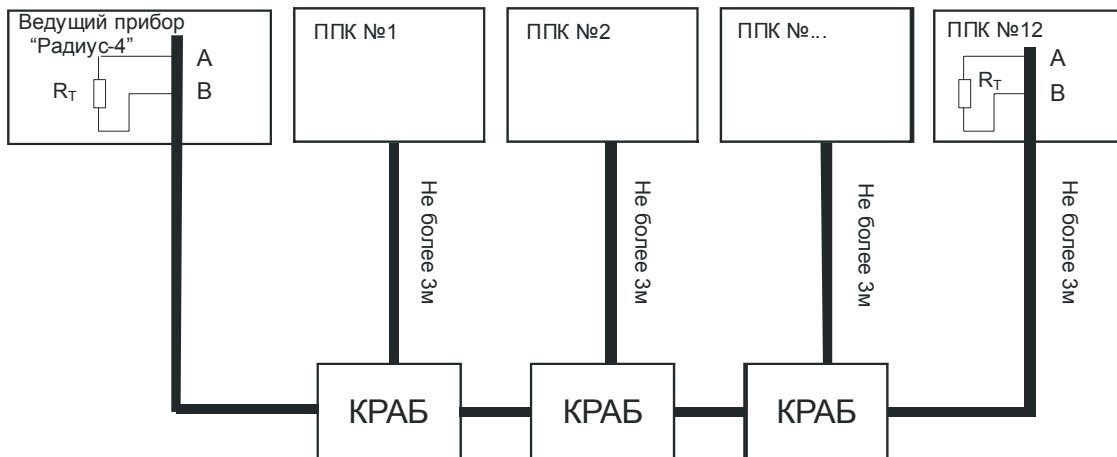 Ведущий прибор
“Радиус-4”
A
RТ
B
ППК №1
ППК №2
ППК №...
ППК №12
A
RТ
B
Не более 3м
Не более 3м
Не более 3м
Не более 3м
КРАБ
КРАБ
КРАБ